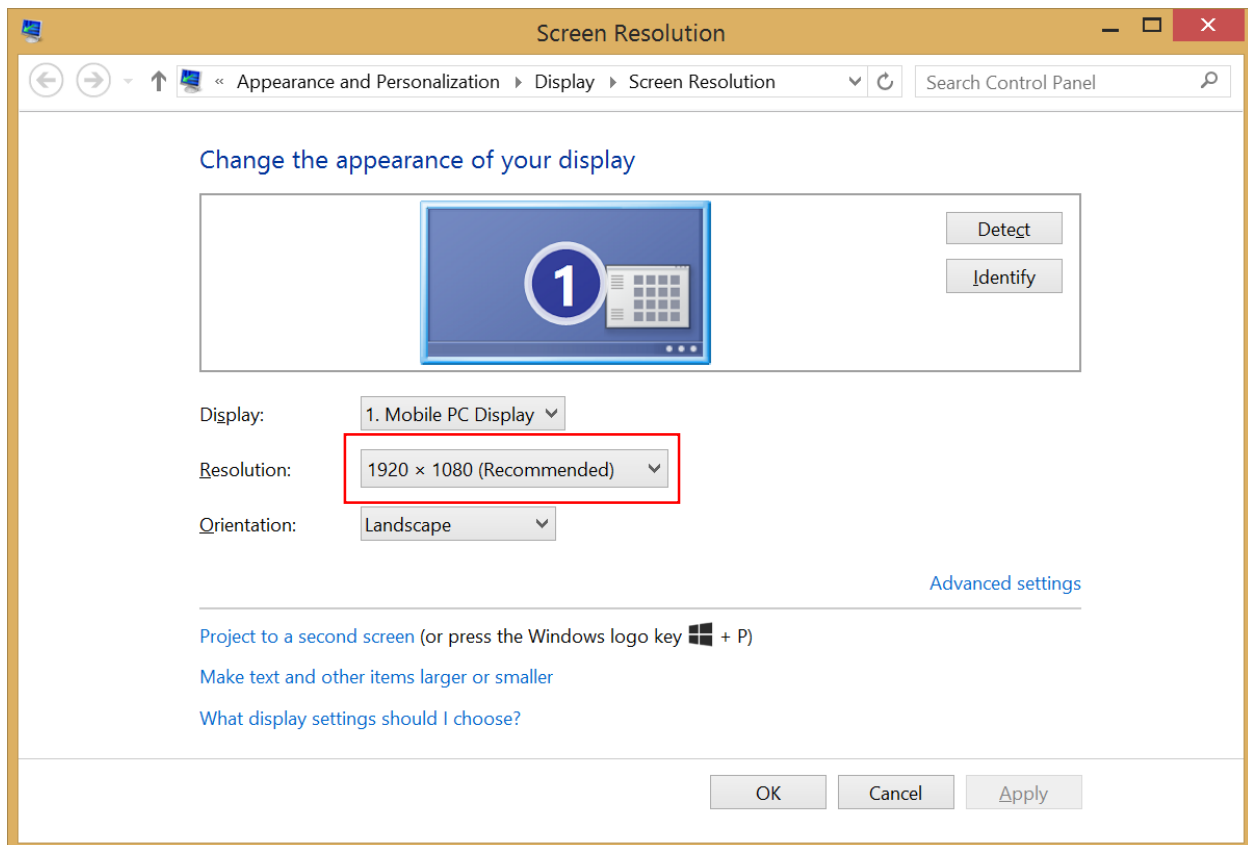 Screen Resolution
« Appearance and Personalization Display Screen Resolution Search Control Panel
Change the appearance of your display
1
Detect
Identify
Display: 1. Mobile PC Display
Resolution: 1920 × 1080 (Recommended)
Orientation: Landscape
Advanced settings
Project to a second screen (or press the Windows logo key + P)
Make text and other items larger or smaller
What display settings should I choose?
OK Cancel Apply